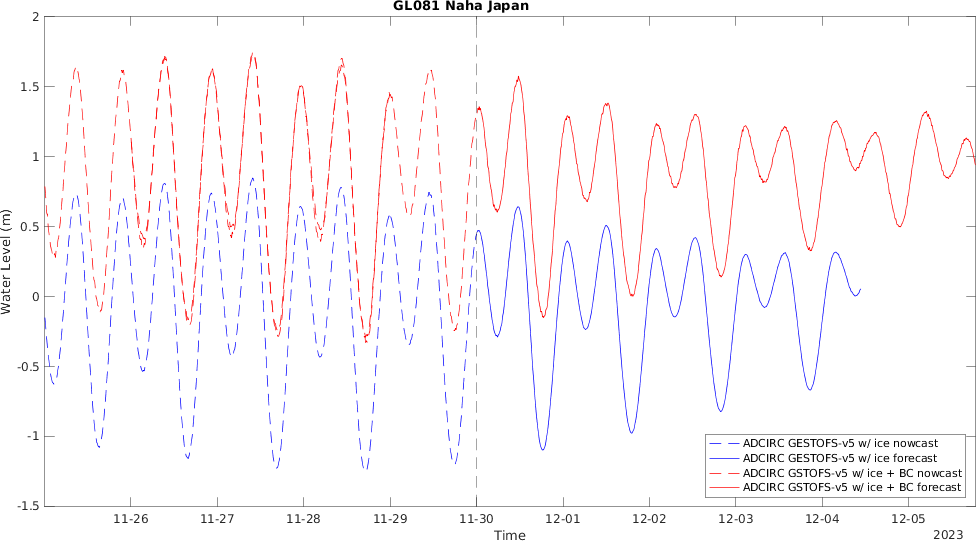 GL081 Naha Japan
2
1.5
1
0.5
0
-0.5
-1
-1.5
Water Level (m)
ADCIRC GESTOFS-v5 w/ ice nowcast
ADCIRC GESTOFS-v5 w/ ice forecast
ADCIRC GSTOFS-v5 w/ ice + BC nowcast
ADCIRC GSTOFS-v5 w/ ice + BC forecast
11-26 11-27 11-28 11-29 11-30 12-01 12-02 12-03 12-04 12-05
Time
2023